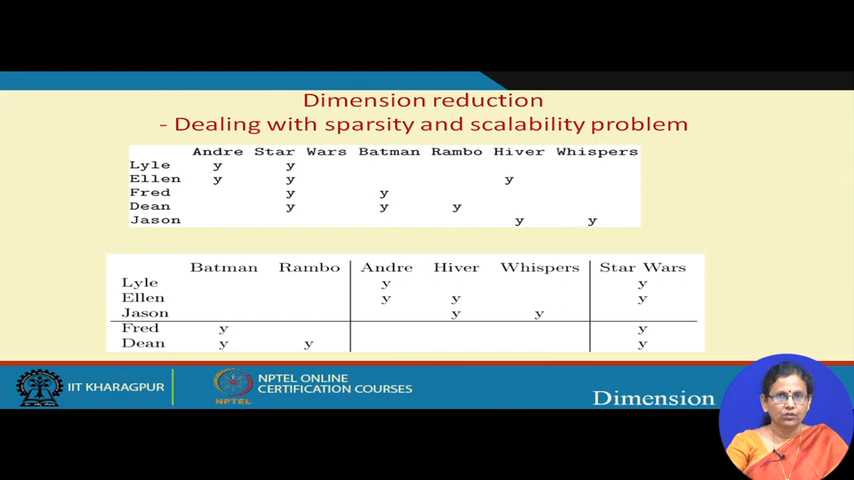 Dimension reduction
- Dealing with sparsity and scalability problem
Andre Star Wars Batman Rambo Hiver Whispers
Lyle y y
Ellen y y y
Fred y y
Dean y y y
Jason y y
Batman Rambo Andre Hiver Whispers Star Wars
Lyle y y
Ellen y y y
Jason y y
Fred y y
Dean y y y
IIT KHARAGPUR
NPTEL
NPTEL ONLINE
CERTIFICATION COURSES
Dimension